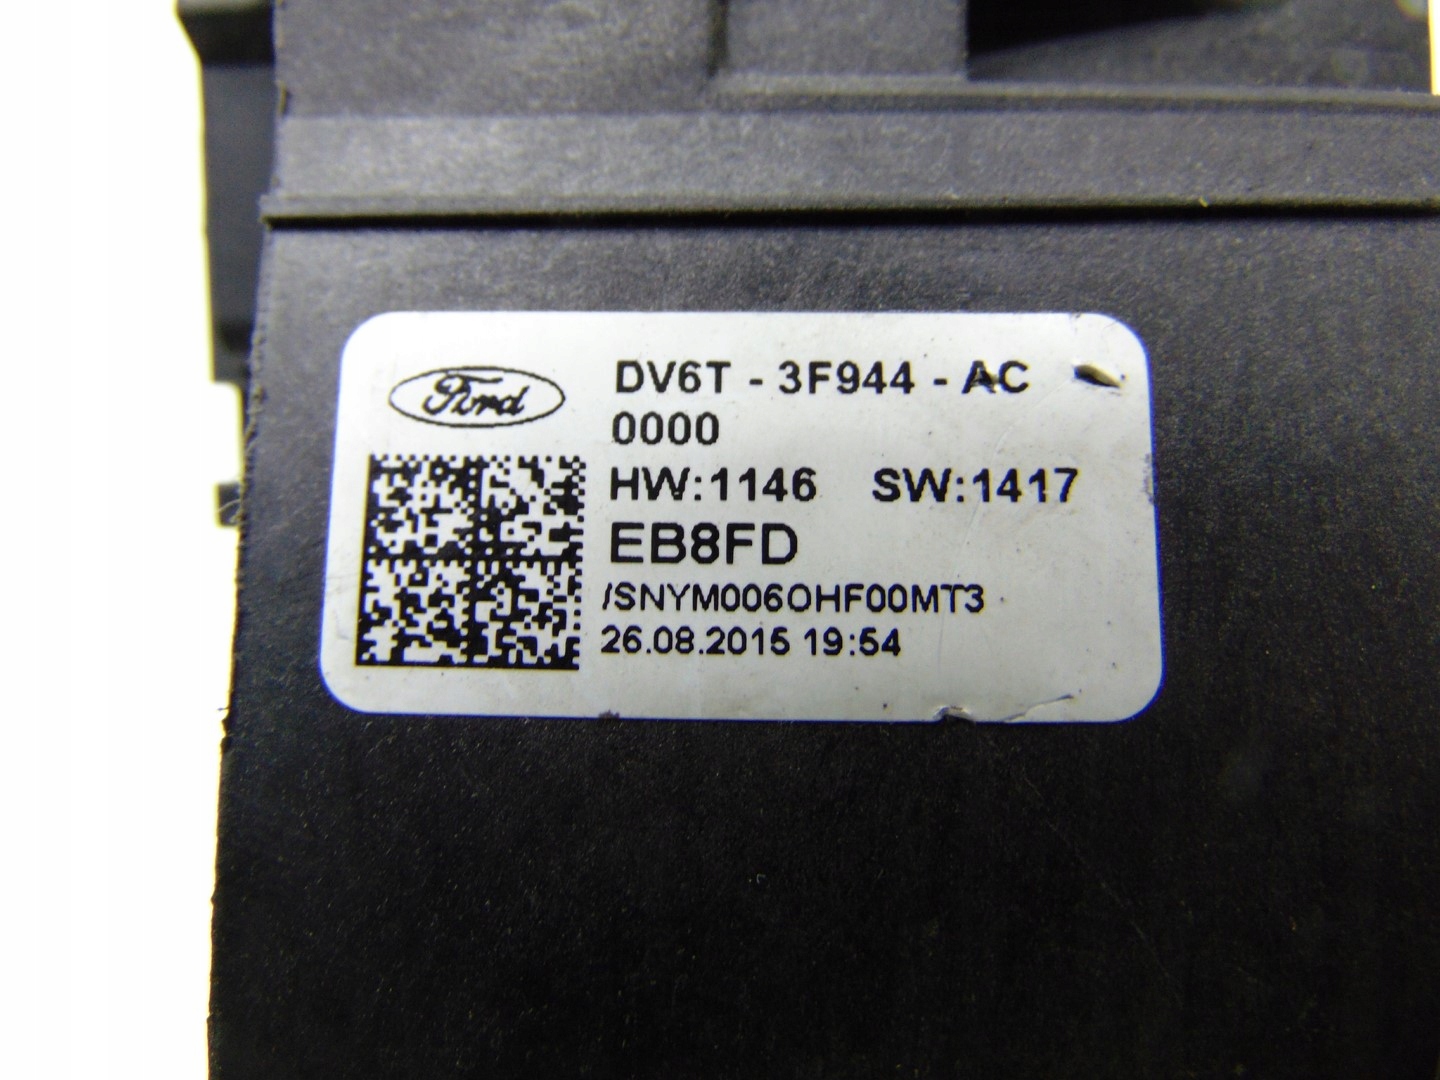 Ford
DV6T - 3F944 - AC
0000
HW:1146 SW:1417
EB8FD
/SNYM006OHF00MT3
26.08.2015 19:54